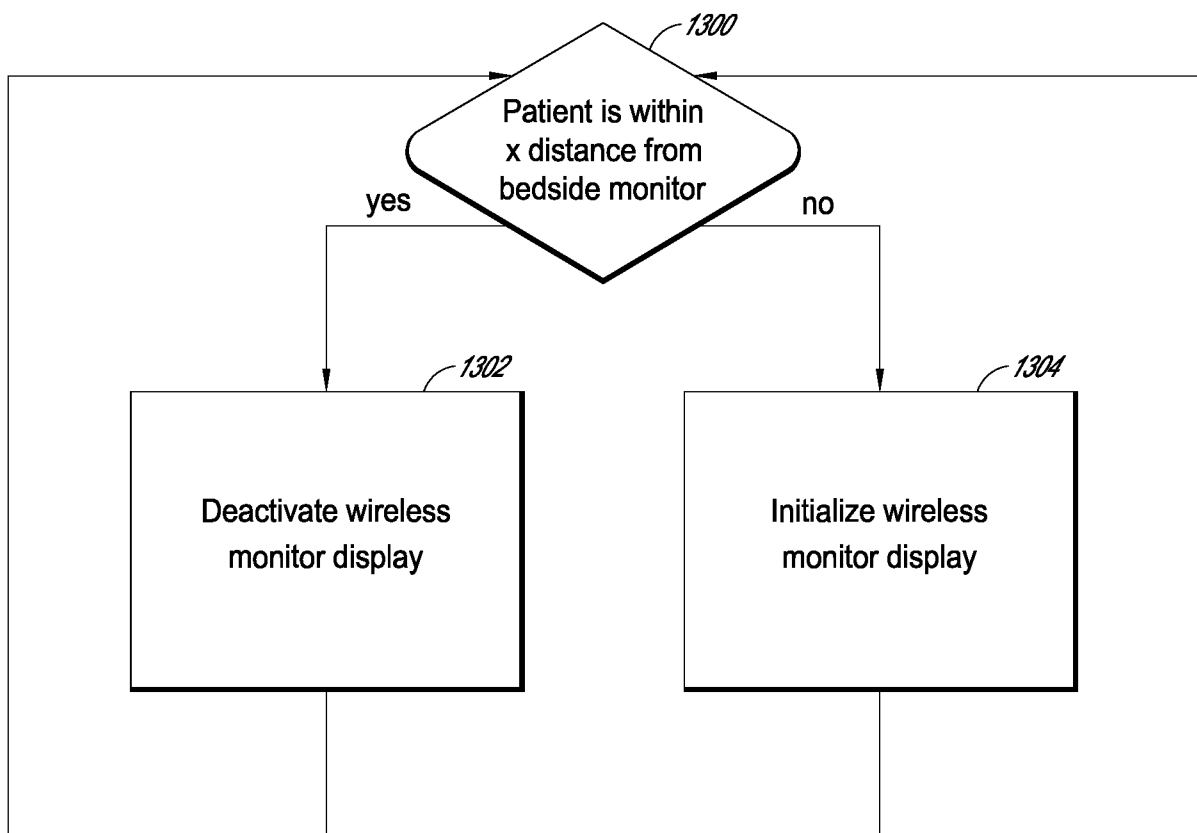 1300
Patient is within
x distance from
bedside monitor
yes
no
1302
1304
Deactivate wireless
monitor display
Initialize wireless
monitor display